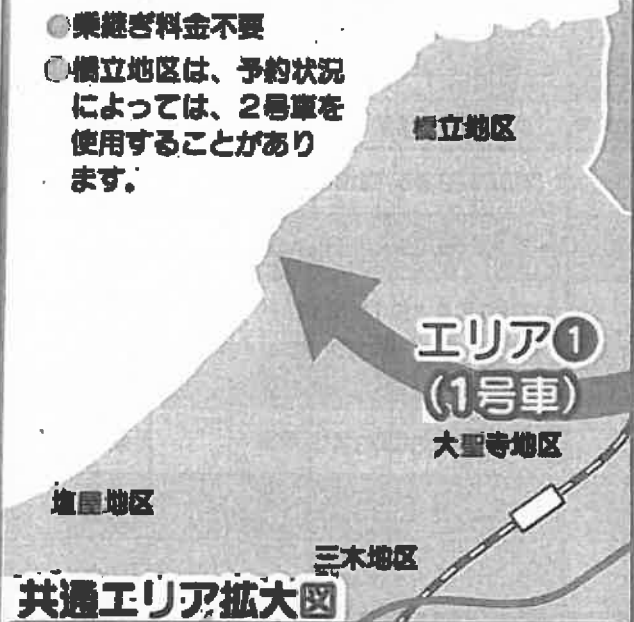 乗継ぎ料金不要
橋立地区は、予約状況
によっては、2号車を
使用することがあり
ます。
橋立地区
エリア❶
(1号車)
大聖寺地区
塩屋地区
三木地区
共通エリア拡大図